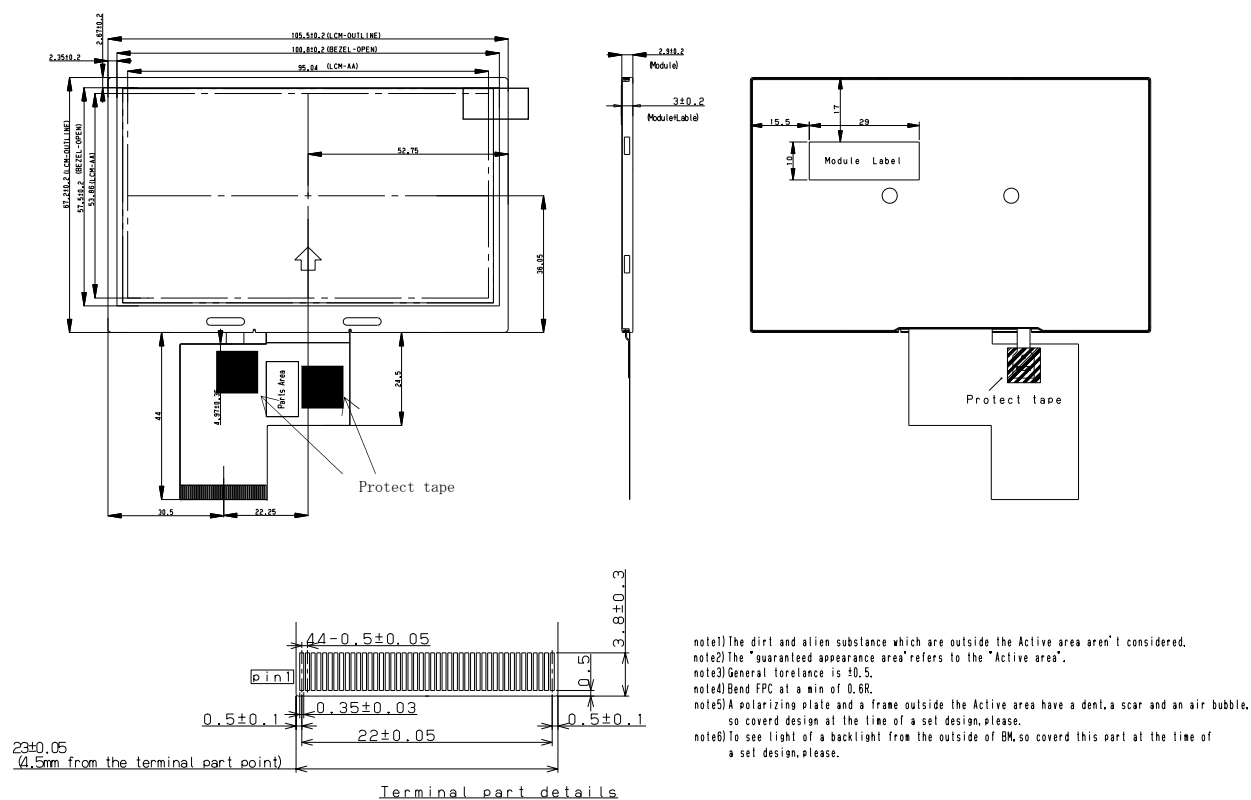 105.5±0.2(LCM-OUTLINE)
100.8±0.2(BEZEL-OPEN)
95.04 (LCM-AA)
2.67±0.2
2.35±0.2
67.2±0.2(LCM-OUTLINE)
57.5±0.2 (BEZEL-OPEN)
53.86(LCM-AA)
52.75
36.05
Parts Area
44
24.5
30.5
22.25
Protect tape
2.9±0.2
(Module)
3±0.2
(Module+Lable)
17
15.5
29
10
Module Label
Protect tape
44-0.5±0.05
3.8±0.3
0.5
pin1
0.35±0.03
0.5±0.1
0.5±0.1
22±0.05
23±0.05
(4.5mm from the terminal part point)
Terminal part details
note1) The dirt and alien substance which are outside the Active area aren't considered.
note2) The "guaranteed appearance area"refers to the "Active area".
note3) General torelance is ±0.5.
note4) Bend FPC at a min of 0.6R.
note5) A polarizing plate and a frame outside the Active area have a dent,a scar and an air bubble,
so coverd design at the time of a set design,please.
note6) To see light of a backlight from the outside of BM,so coverd this part at the time of
a set design,please.